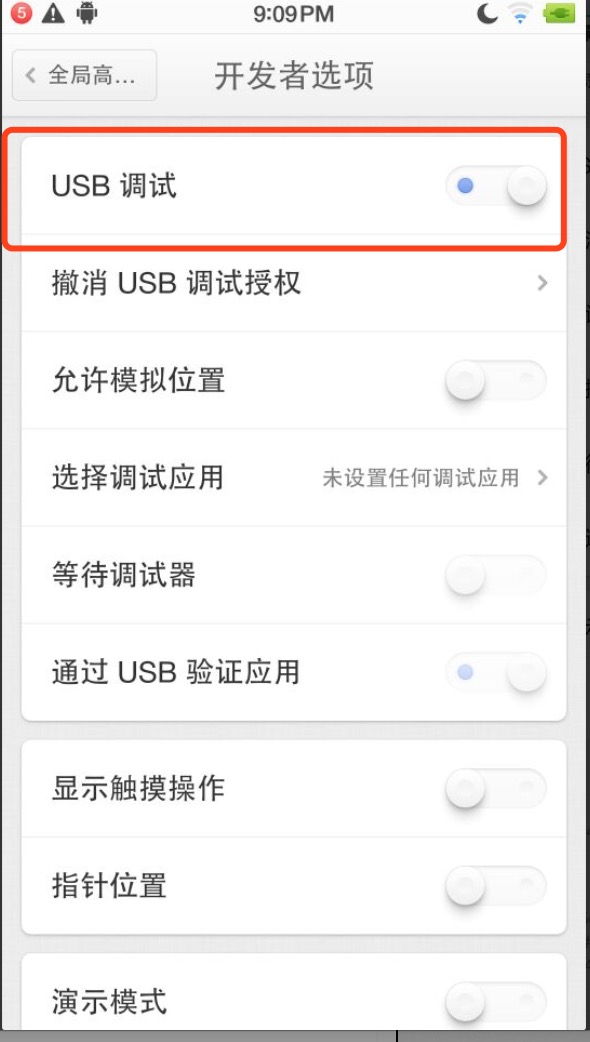 5
9:09PM
全局高...
开发者选项
USB 调试
撤消 USB 调试授权
允许模拟位置
选择调试应用 未设置任何调试应用
等待调试器
通过 USB 验证应用
显示触摸操作
指针位置
演示模式